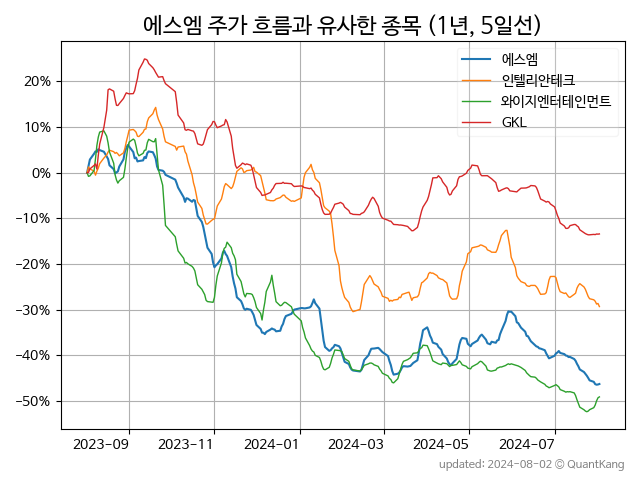 에스엠 주가 흐름과 유사한 종목 (1년, 5일선)
에스엠
인텔리안테크
와이지엔터테인먼트
GKL
20%
10%
0%
−10%
−20%
−30%
−40%
−50%
2023−09
2023−11
2024−01
2024−03
2024−05
2024−07
updated: 2024-08-02 © QuantKang